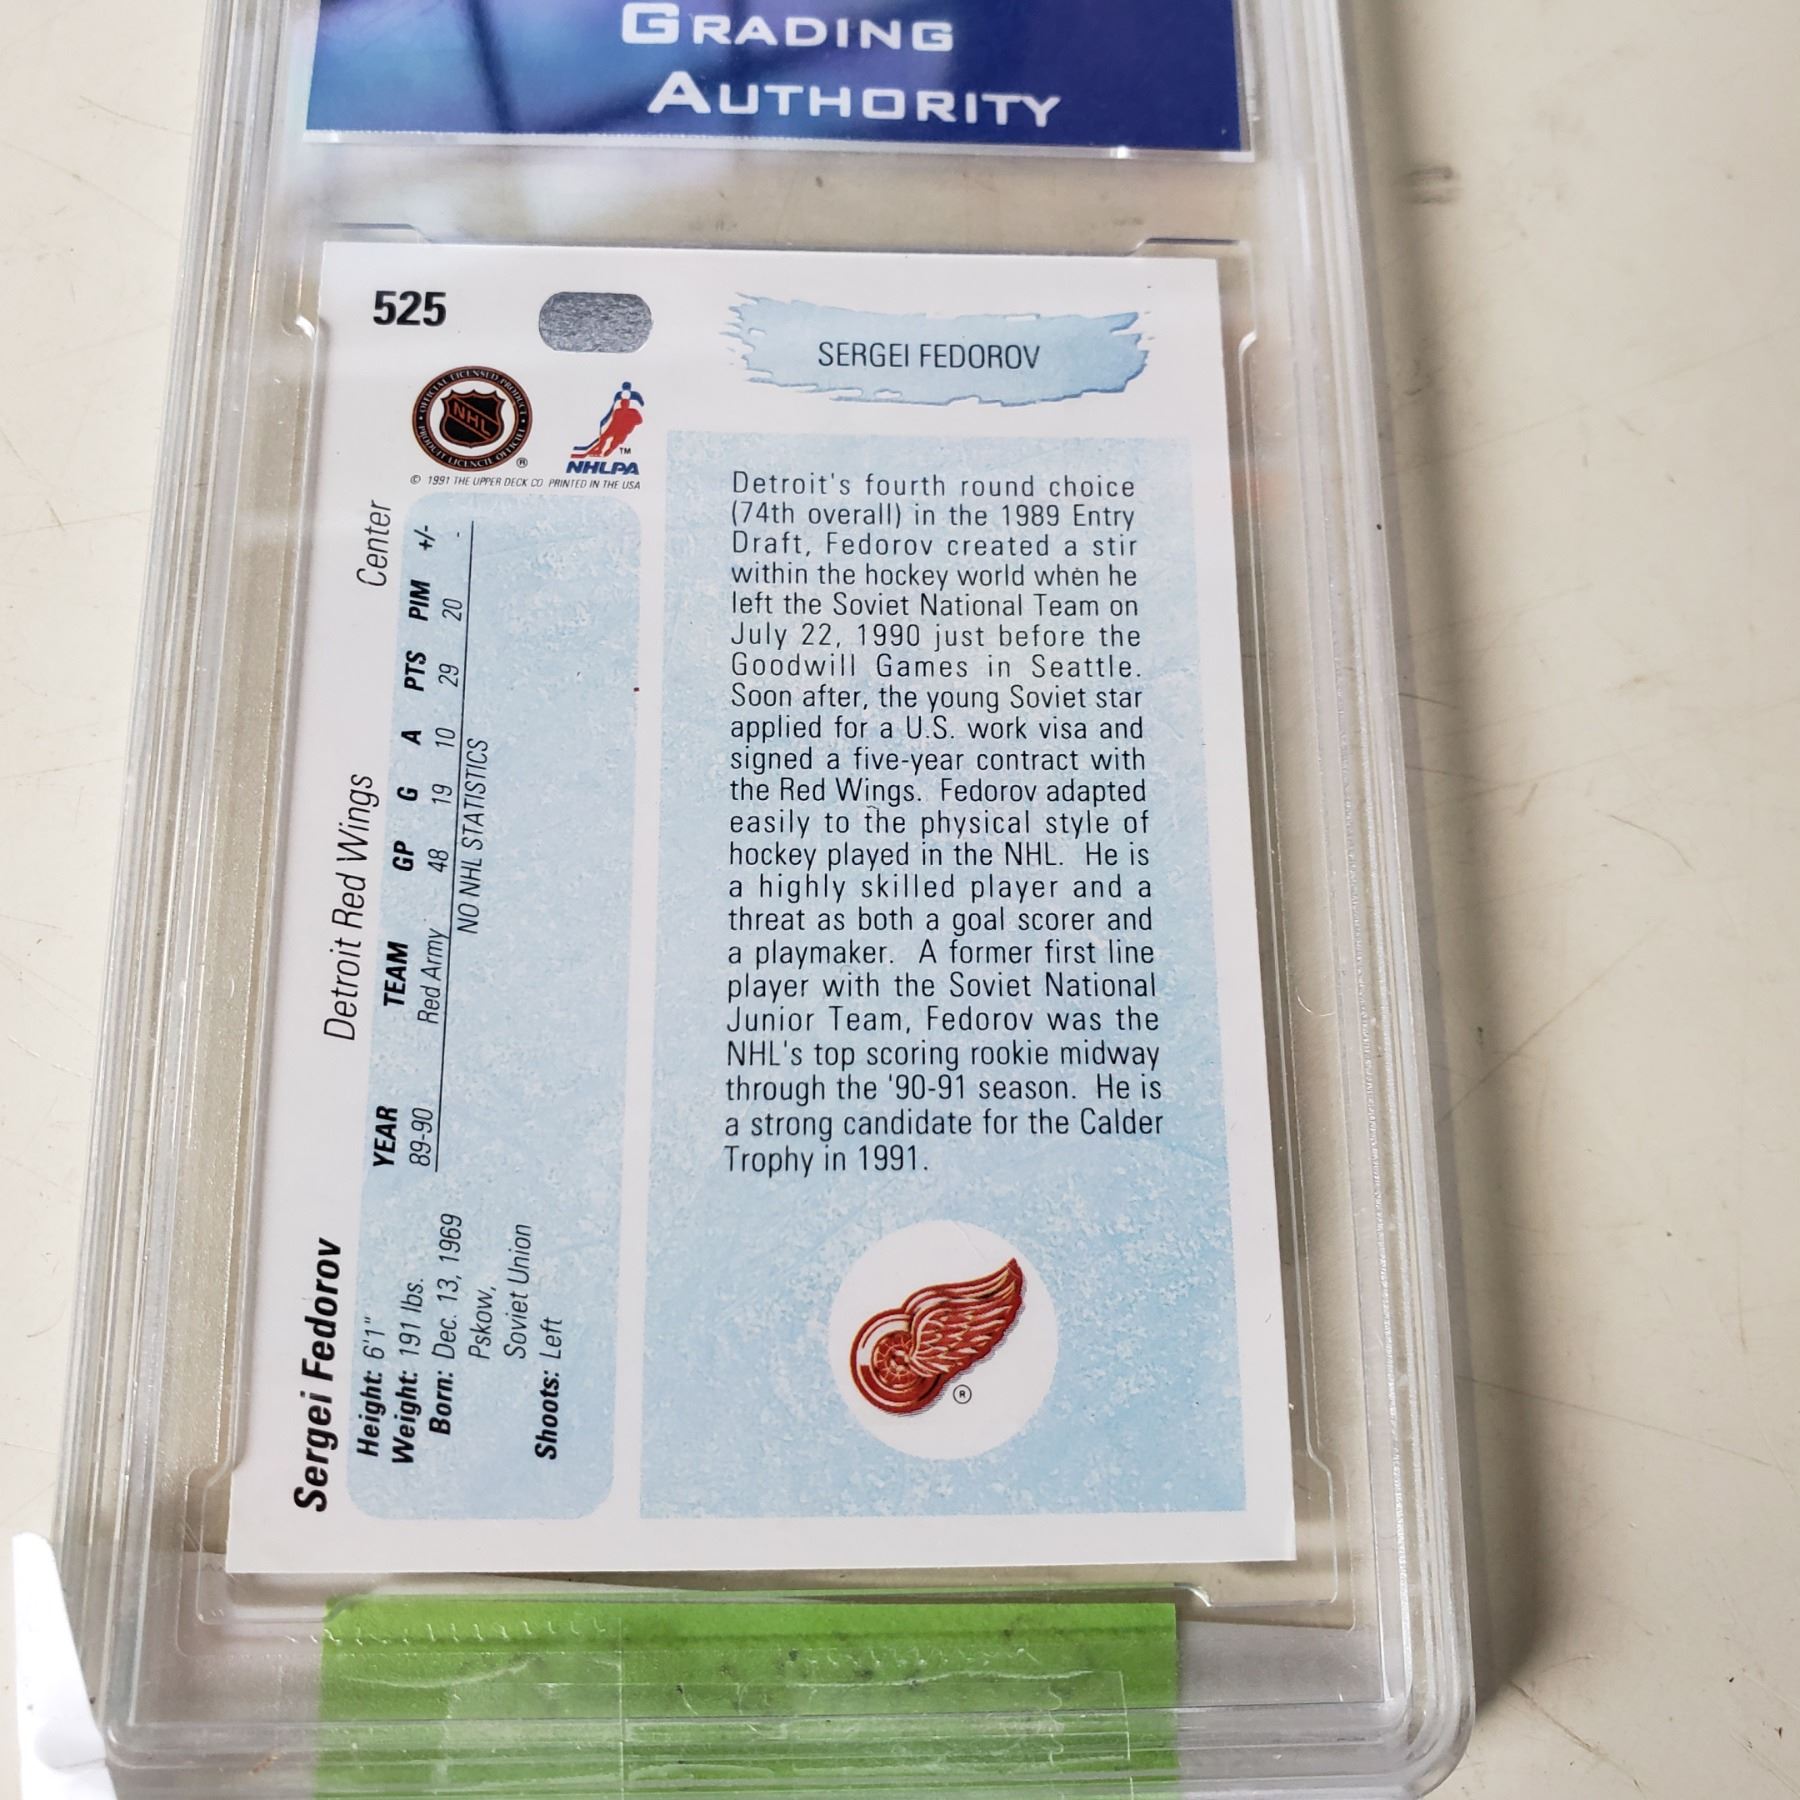 GRADING
AUTHORITY
525
SERGEI FEDOROV
OFFICIAL LICENSED PRODUCT
NHL
PRODUIT LICENCIE OFFICIEL
®
TM
NHLPA
© 1991 THE UPPER DECK CO. PRINTED IN THE USA
Sergei Fedorov Detroit Red Wings Center
Height: 6'1"
Weight: 191 lbs.
Born: Dec. 13, 1969
Pskow,
Soviet Union
Shoots: Left
YEAR TEAM GP G A PTS PIM +/-
89-90 Red Army 48 19 10 29 20 -
NO NHL STATISTICS
Detroit's fourth round choice
(74th overall) in the 1989 Entry
Draft, Fedorov created a stir
within the hockey world when he
left the Soviet National Team on
July 22, 1990 just before the
Goodwill Games in Seattle.
Soon after, the young Soviet star
applied for a U.S. work visa and
signed a five-year contract with
the Red Wings. Fedorov adapted
easily to the physical style of
hockey played in the NHL. He is
a highly skilled player and a
threat as both a goal scorer and
a playmaker. A former first line
player with the Soviet National
Junior Team, Fedorov was the
NHL's top scoring rookie midway
through the '90-91 season. He is
a strong candidate for the Calder
Trophy in 1991.
®